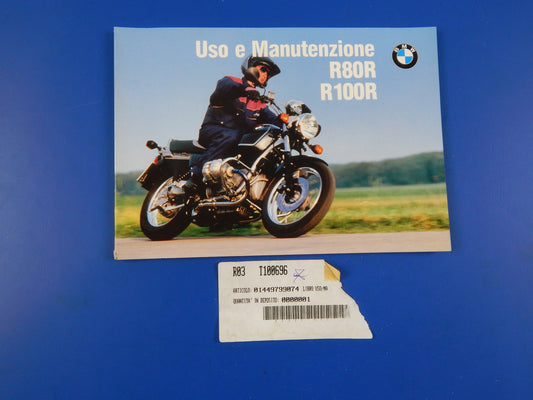 Uso e Manutenzione
R80R
R100R
BMW
R03 T100696
ARTICOLO: 01449799074 LIBRO USO+MA
QUANTITA' IN DEPOSITO: 0000001